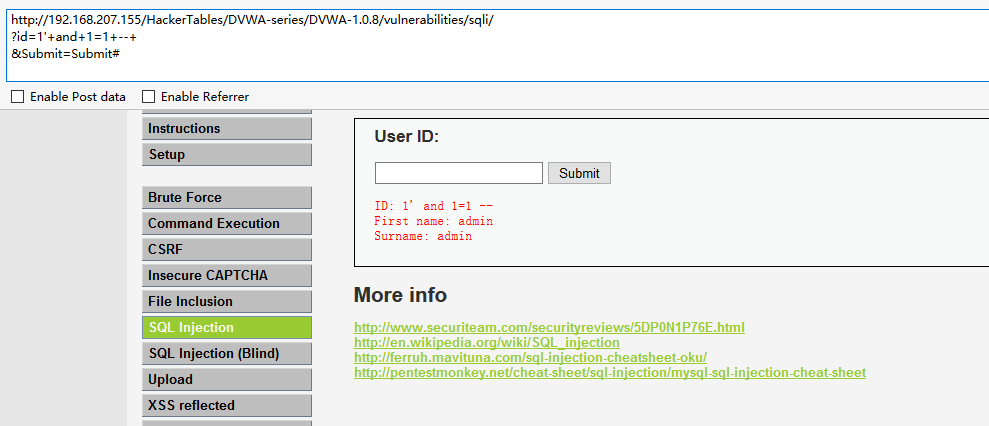 http://192.168.207.155/HackerTables/DVWA-series/DVWA-1.0.8/vulnerabilities/sqli/
?id=1'+and+1=1+--+
&Submit=Submit#
Enable Post data Enable Referrer
Instructions
Setup
Brute Force
Command Execution
CSRF
Insecure CAPTCHA
File Inclusion
SQL Injection
SQL Injection (Blind)
Upload
XSS reflected
User ID:
Submit
ID: 1' and 1=1 --
First name: admin
Surname: admin
More info
http://www.securiteam.com/securityreviews/5DP0N1P76E.html
http://en.wikipedia.org/wiki/SQL_injection
http://ferruh.mavituna.com/sql-injection-cheatsheet-oku/
http://pentestmonkey.net/cheat-sheet/sql-injection/mysql-sql-injection-cheat-sheet